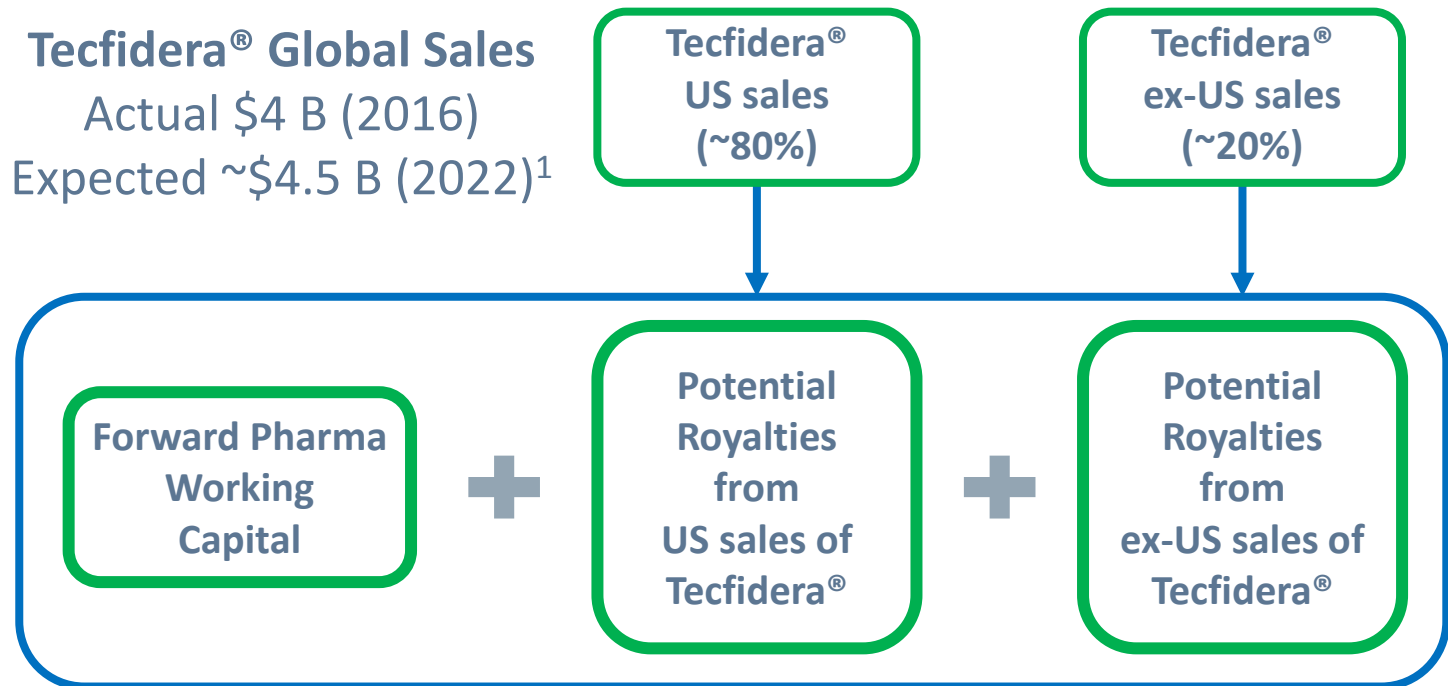 Tecfidera® Global Sales
Actual $4 B (2016)
Expected ~$4.5 B (2022)¹
Tecfidera®
US sales
(~80%)
Tecfidera®
ex-US sales
(~20%)
Forward Pharma
Working
Capital
Potential
Royalties
from
US sales of
Tecfidera®
Potential
Royalties
from
ex-US sales of
Tecfidera®